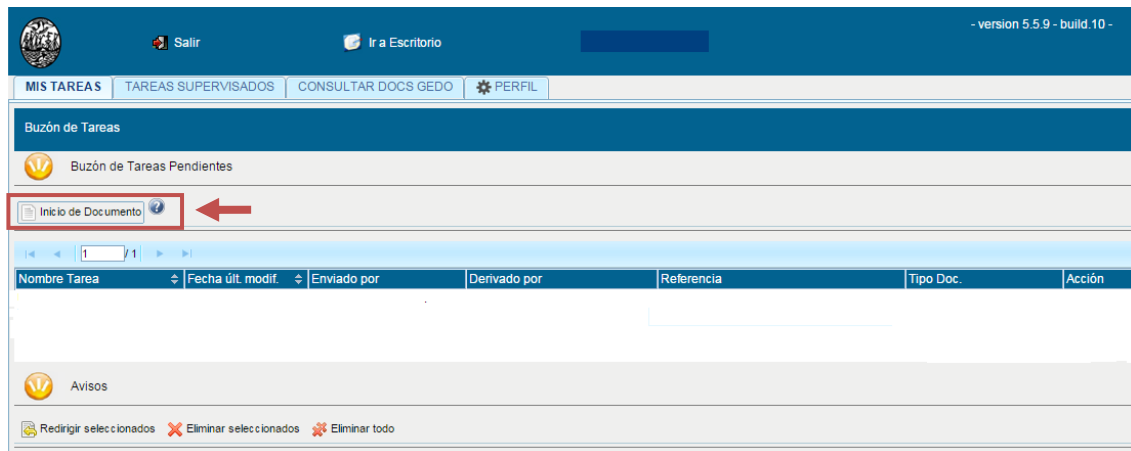 - version 5.5.9 - build.10 -
Salir Ir a Escritorio
MIS TAREAS TAREAS SUPERVISADOS CONSULTAR DOCS GEDO PERFIL
Buzón de Tareas
Buzón de Tareas Pendientes
Inicio de Documento ?
1 / 1
Nombre Tarea Fecha últ. modif. Enviado por Derivado por Referencia Tipo Doc. Acción
Avisos
Redirigir seleccionados Eliminar seleccionados Eliminar todo